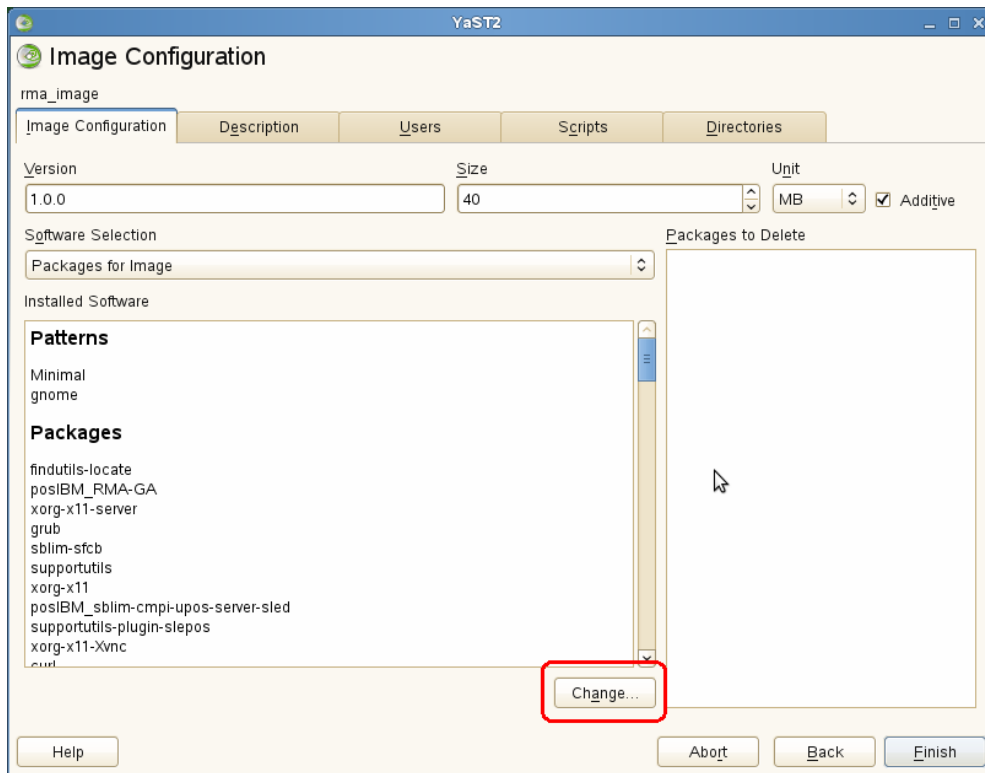 YaST2
Image Configuration
rma_image
Image Configuration
Description
Users
Scripts
Directories
Version
Size
Unit
1.0.0
40
MB
Additive
Software Selection
Packages to Delete
Packages for Image
Installed Software
Patterns
Minimal
gnome
Packages
findutils-locate
posIBM_RMA-GA
xorg-x11-server
grub
sblim-sfcb
supportutils
xorg-x11
posIBM_sblim-cmpi-upos-server-sled
supportutils-plugin-slepos
xorg-x11-Xvnc
curl
Change...
Help
Abort
Back
Finish